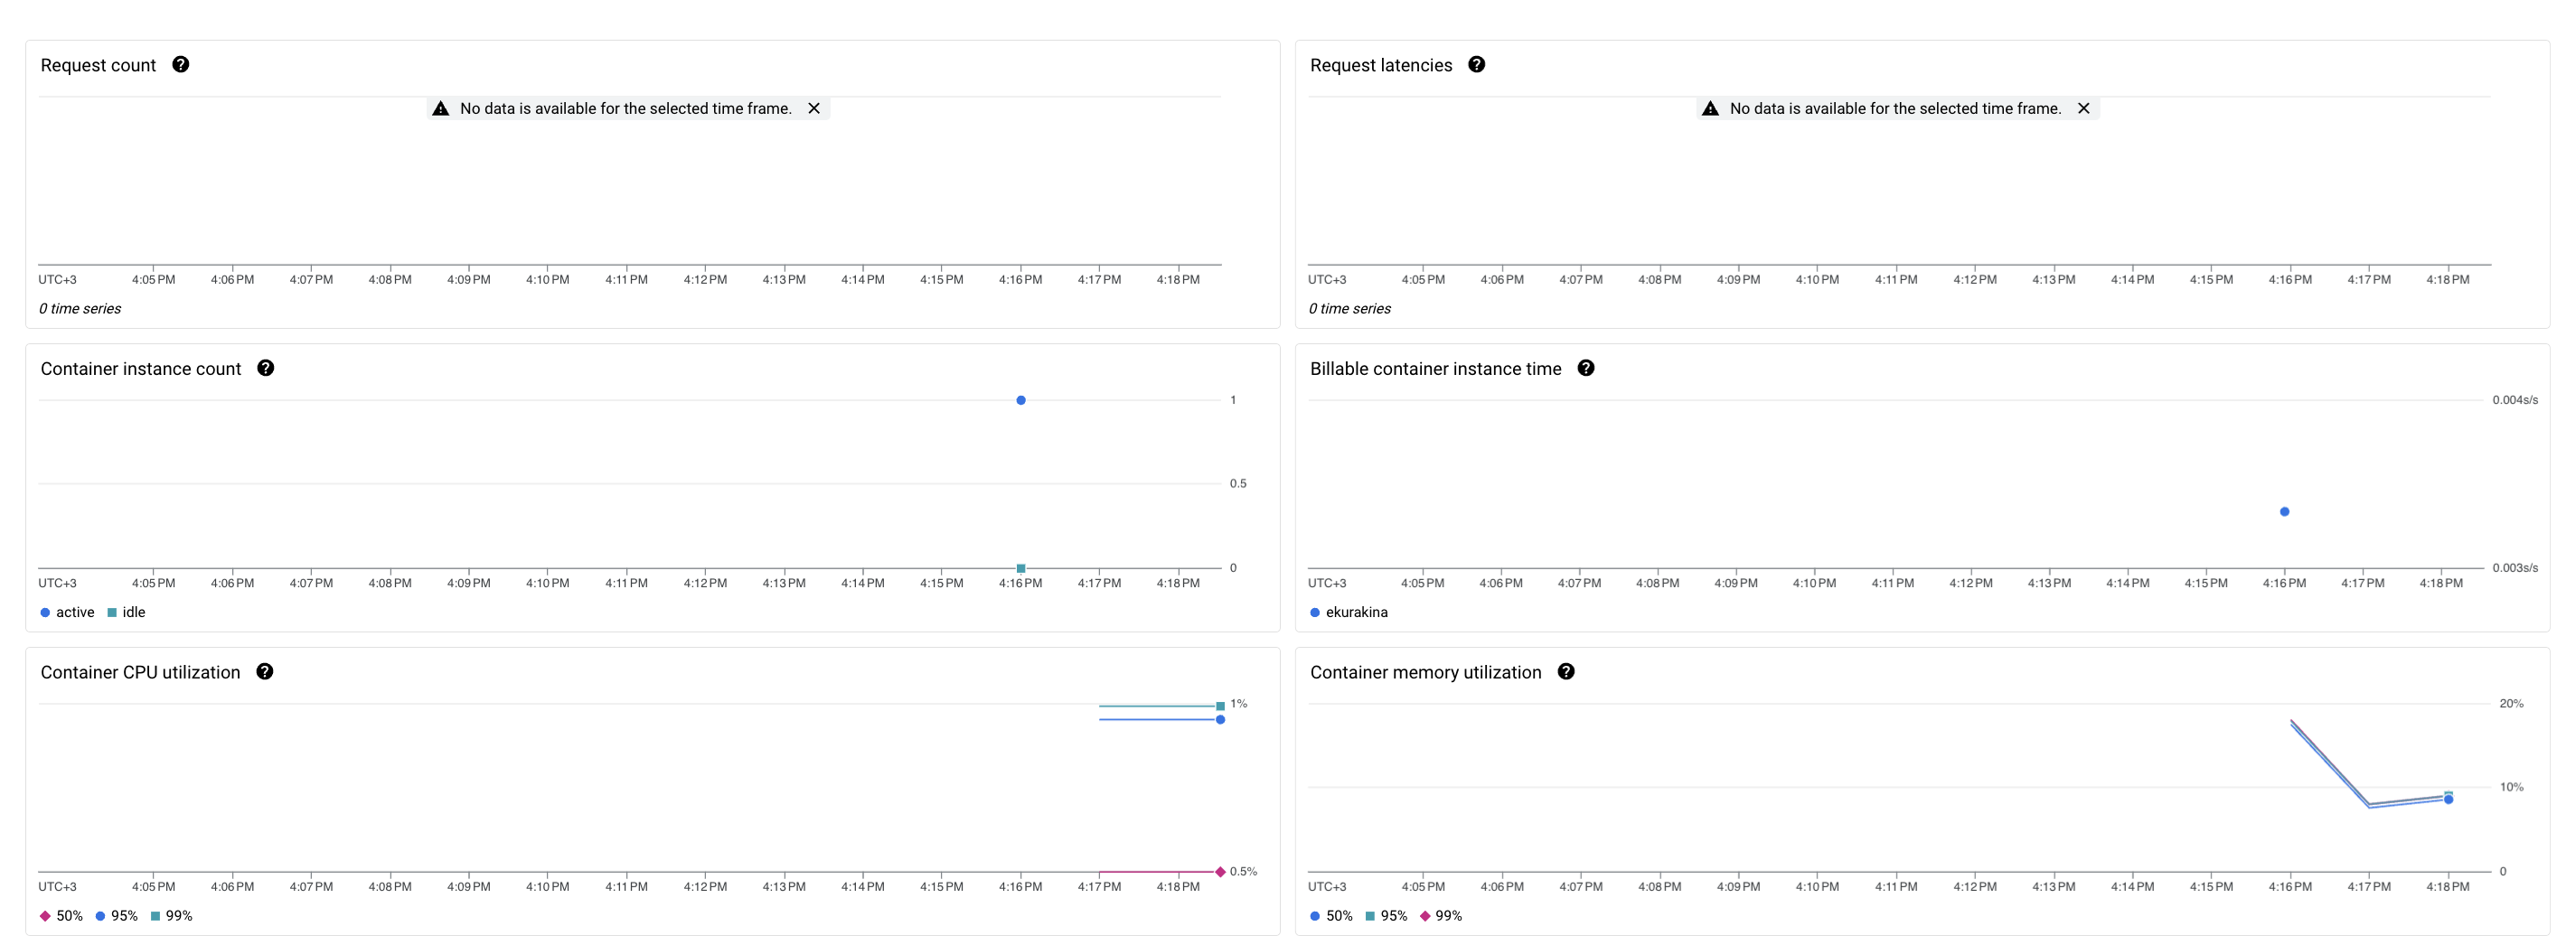 Request count
No data is available for the selected time frame.
UTC+3 4:05 PM 4:06 PM 4:07 PM 4:08 PM 4:09 PM 4:10 PM 4:11 PM 4:12 PM 4:13 PM 4:14 PM 4:15 PM 4:16 PM 4:17 PM 4:18 PM
0 time series
Request latencies
No data is available for the selected time frame.
UTC+3 4:05 PM 4:06 PM 4:07 PM 4:08 PM 4:09 PM 4:10 PM 4:11 PM 4:12 PM 4:13 PM 4:14 PM 4:15 PM 4:16 PM 4:17 PM 4:18 PM
0 time series
Container instance count
1
0.5
0
UTC+3 4:05 PM 4:06 PM 4:07 PM 4:08 PM 4:09 PM 4:10 PM 4:11 PM 4:12 PM 4:13 PM 4:14 PM 4:15 PM 4:16 PM 4:17 PM 4:18 PM
active idle
Billable container instance time
0.004s/s
0.003s/s
UTC+3 4:05 PM 4:06 PM 4:07 PM 4:08 PM 4:09 PM 4:10 PM 4:11 PM 4:12 PM 4:13 PM 4:14 PM 4:15 PM 4:16 PM 4:17 PM 4:18 PM
ekurakina
Container CPU utilization
1%
0.5%
UTC+3 4:05 PM 4:06 PM 4:07 PM 4:08 PM 4:09 PM 4:10 PM 4:11 PM 4:12 PM 4:13 PM 4:14 PM 4:15 PM 4:16 PM 4:17 PM 4:18 PM
50% 95% 99%
Container memory utilization
20%
10%
0
UTC+3 4:05 PM 4:06 PM 4:07 PM 4:08 PM 4:09 PM 4:10 PM 4:11 PM 4:12 PM 4:13 PM 4:14 PM 4:15 PM 4:16 PM 4:17 PM 4:18 PM
50% 95% 99%